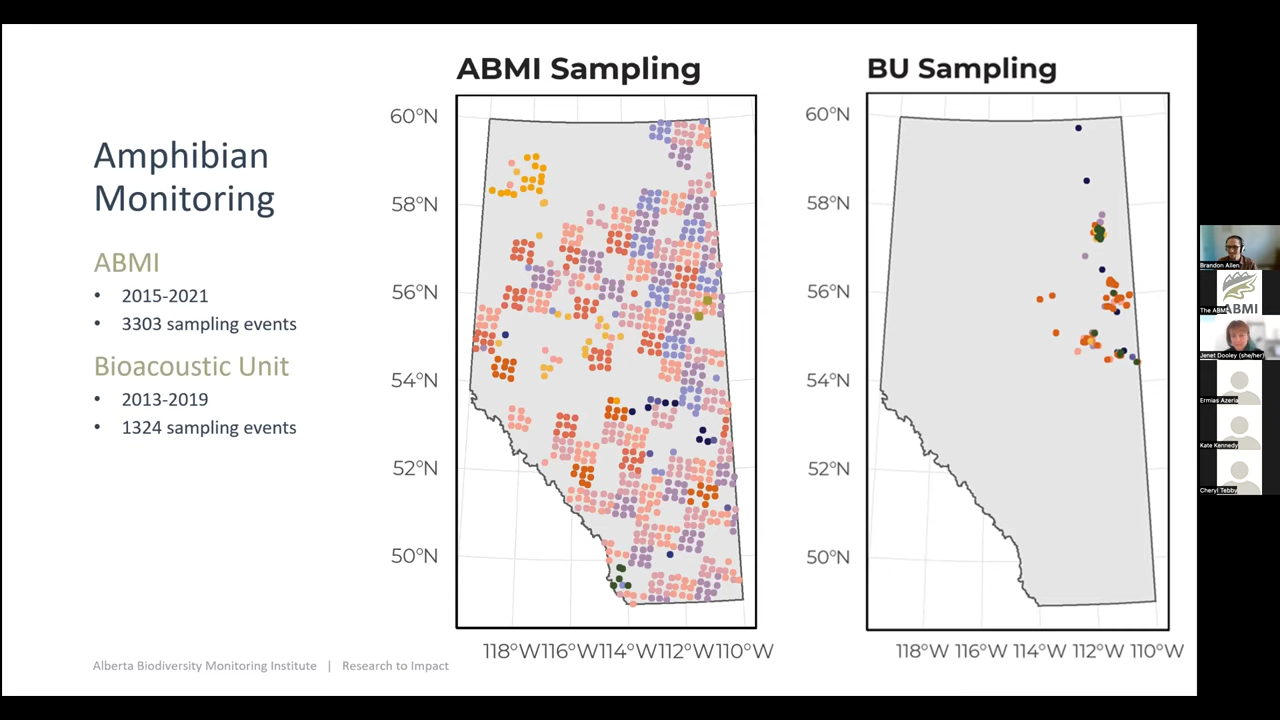 Amphibian
Monitoring
ABMI
• 2015-2021
• 3303 sampling events
Bioacoustic Unit
• 2013-2019
• 1324 sampling events
ABMI Sampling
60°N
58°N
56°N
54°N
52°N
50°N
118°W116°W114°W112°W110°W
BU Sampling
60°N
58°N
56°N
54°N
52°N
50°N
118°W 116°W 114°W 112°W 110°W
Alberta Biodiversity Monitoring Institute | Research to Impact
Brandon Allen
ABMI
The ABMI
Jenet Dooley (she/her)
Ermias Azeria
Kate Kennedy
Cheryl Tebby